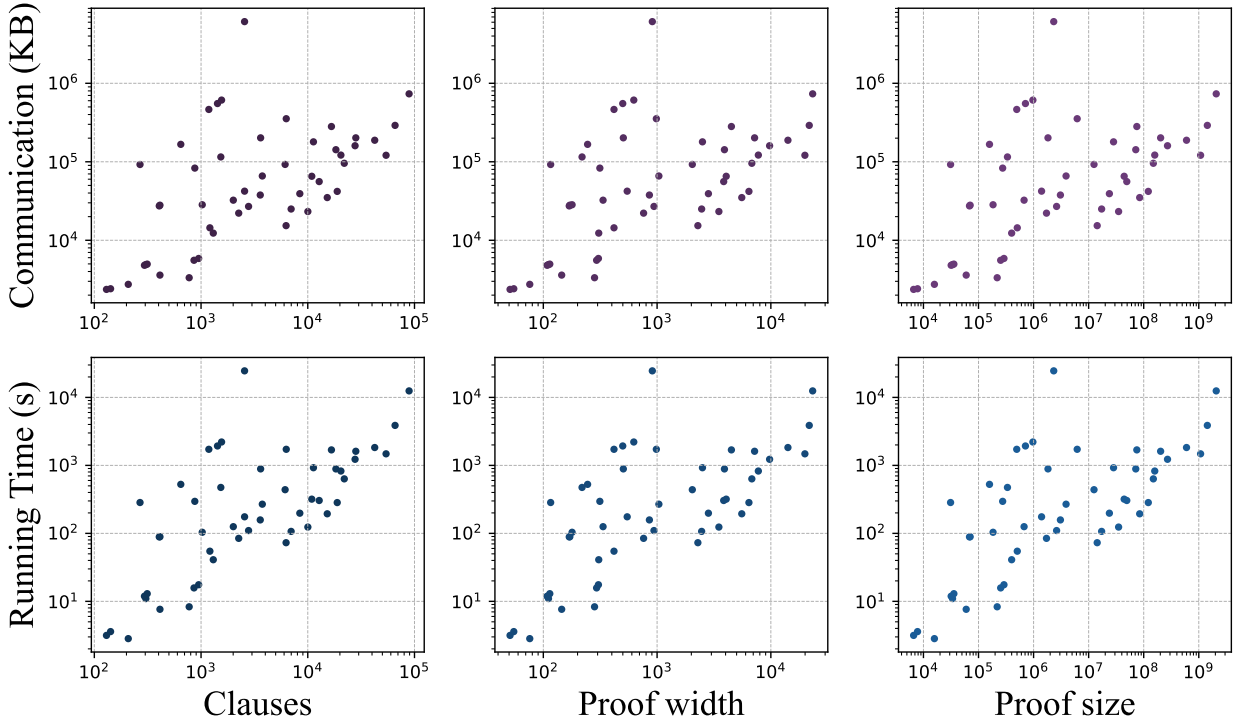 Communication (KB)
10^6
10^5
10^4
10^2 10^3 10^4 10^5
10^2 10^3 10^4
10^4 10^5 10^6 10^7 10^8 10^9
Running Time (s)
10^4
10^3
10^2
10^1
10^2 10^3 10^4 10^5
10^2 10^3 10^4
10^4 10^5 10^6 10^7 10^8 10^9
10^6
10^5
10^4
10^6
10^5
10^4
10^4
10^3
10^2
10^1
10^4
10^3
10^2
10^1
Clauses
Proof width
Proof size